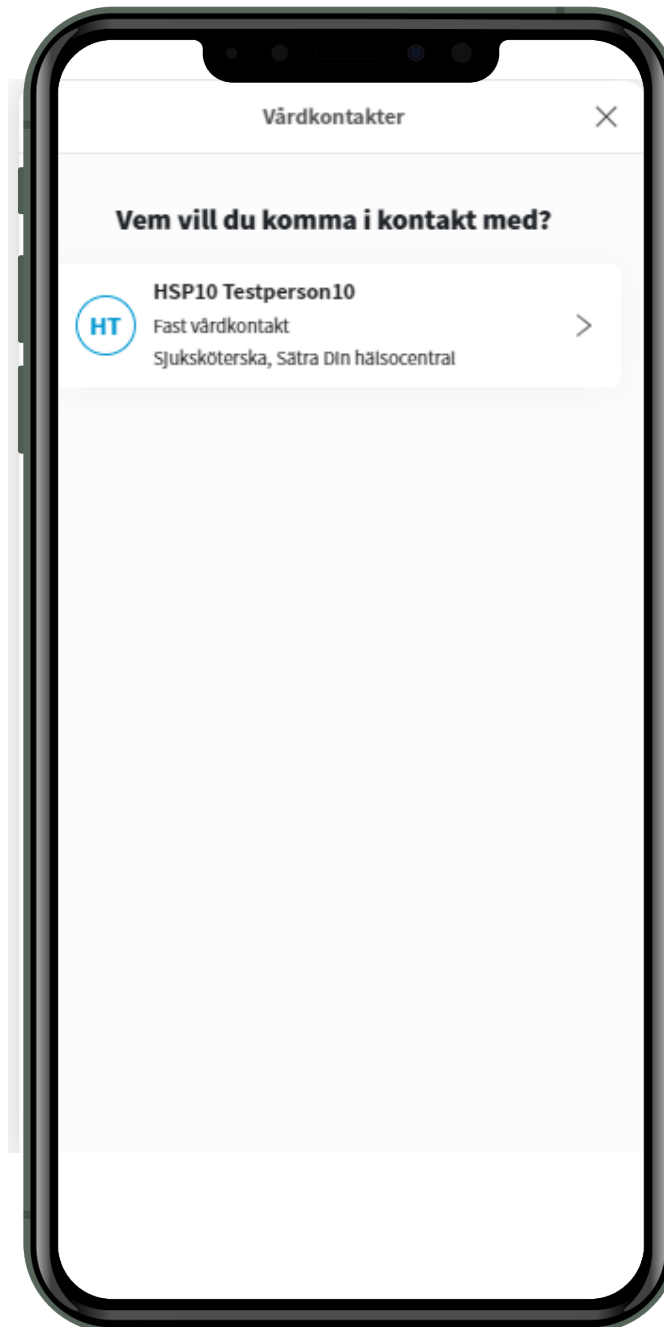 Vårdkontakter
Vem vill du komma i kontakt med?
HSP10 Testperson10
HT
Fast vårdkontakt
Sjuksköterska, Sätra Din hälsocentral